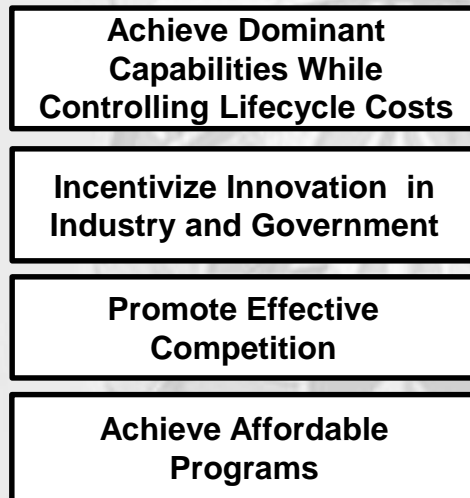 Achieve Dominant
Capabilities While
Controlling Lifecycle Costs
Incentivize Innovation  in
Industry and Government
Promote Effective
Competition
Achieve Affordable
Programs